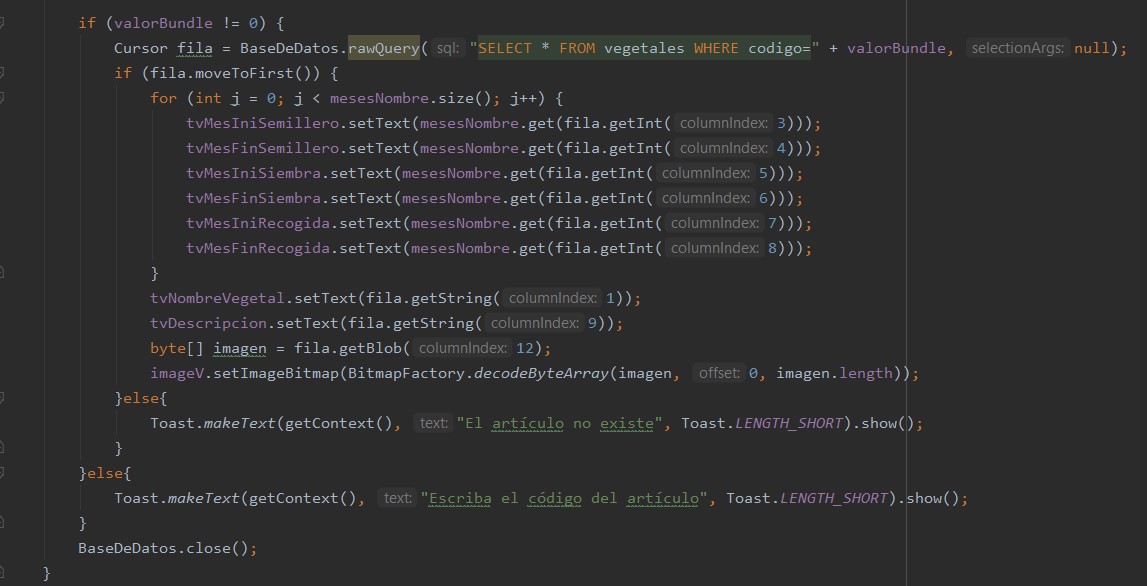 if (valorBundle != 0) {
Cursor fila = BaseDeDatos.rawQuery( sql: "SELECT * FROM vegetales WHERE codigo=" + valorBundle, selectionArgs: null);
if (fila.moveToFirst()) {
for (int j = 0; j < mesesNombre.size(); j++) {
tvMesIniSemillero.setText(mesesNombre.get(fila.getInt( columnIndex: 3)));
tvMesFinSemillero.setText(mesesNombre.get(fila.getInt( columnIndex: 4)));
tvMesIniSiembra.setText(mesesNombre.get(fila.getInt( columnIndex: 5)));
tvMesFinSiembra.setText(mesesNombre.get(fila.getInt( columnIndex: 6)));
tvMesIniRecogida.setText(mesesNombre.get(fila.getInt( columnIndex: 7)));
tvMesFinRecogida.setText(mesesNombre.get(fila.getInt( columnIndex: 8)));
}
tvNombreVegetal.setText(fila.getString( columnIndex: 1));
tvDescripcion.setText(fila.getString( columnIndex: 9));
byte[] imagen = fila.getBlob( columnIndex: 12);
imageV.setImageBitmap(BitmapFactory.decodeByteArray(imagen, offset: 0, imagen.length));
}else{
Toast.makeText(getContext(), text: "El artículo no existe", Toast.LENGTH_SHORT).show();
}
}else{
Toast.makeText(getContext(), text: "Escriba el código del artículo", Toast.LENGTH_SHORT).show();
}
BaseDeDatos.close();
}